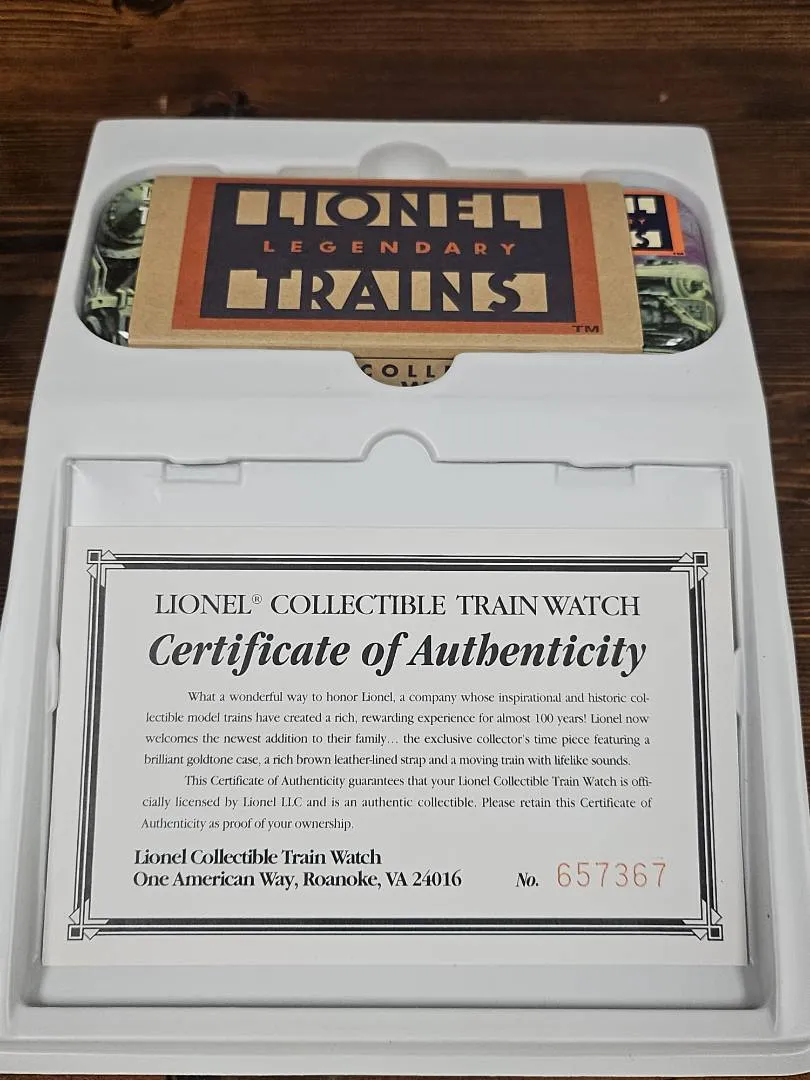 LIONEL
LEGENDARY
TRAINS
TM
COLL
LIONEL® COLLECTIBLE TRAIN WATCH
Certificate of Authenticity
What a wonderful way to honor Lionel, a company whose inspirational and historic col-
lectible model trains have created a rich, rewarding experience for almost 100 years! Lionel now
welcomes the newest addition to their family... the exclusive collector's time piece featuring a
brilliant goldtone case, a rich brown leather-lined strap and a moving train with lifelike sounds.
This Certificate of Authenticity guarantees that your Lionel Collectible Train Watch is offi-
cially licensed by Lionel LLC and is an authentic collectible. Please retain this Certificate of
Authenticity as proof of your ownership.
Lionel Collectible Train Watch
One American Way, Roanoke, VA 24016 No. 657367